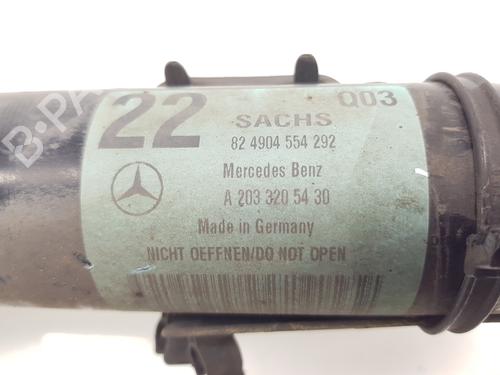 22
SACHS
Q03
82 4904 554 292
Mercedes Benz
A 203 320 54 30
Made in Germany
NICHT OEFFNEN/DO NOT OPEN